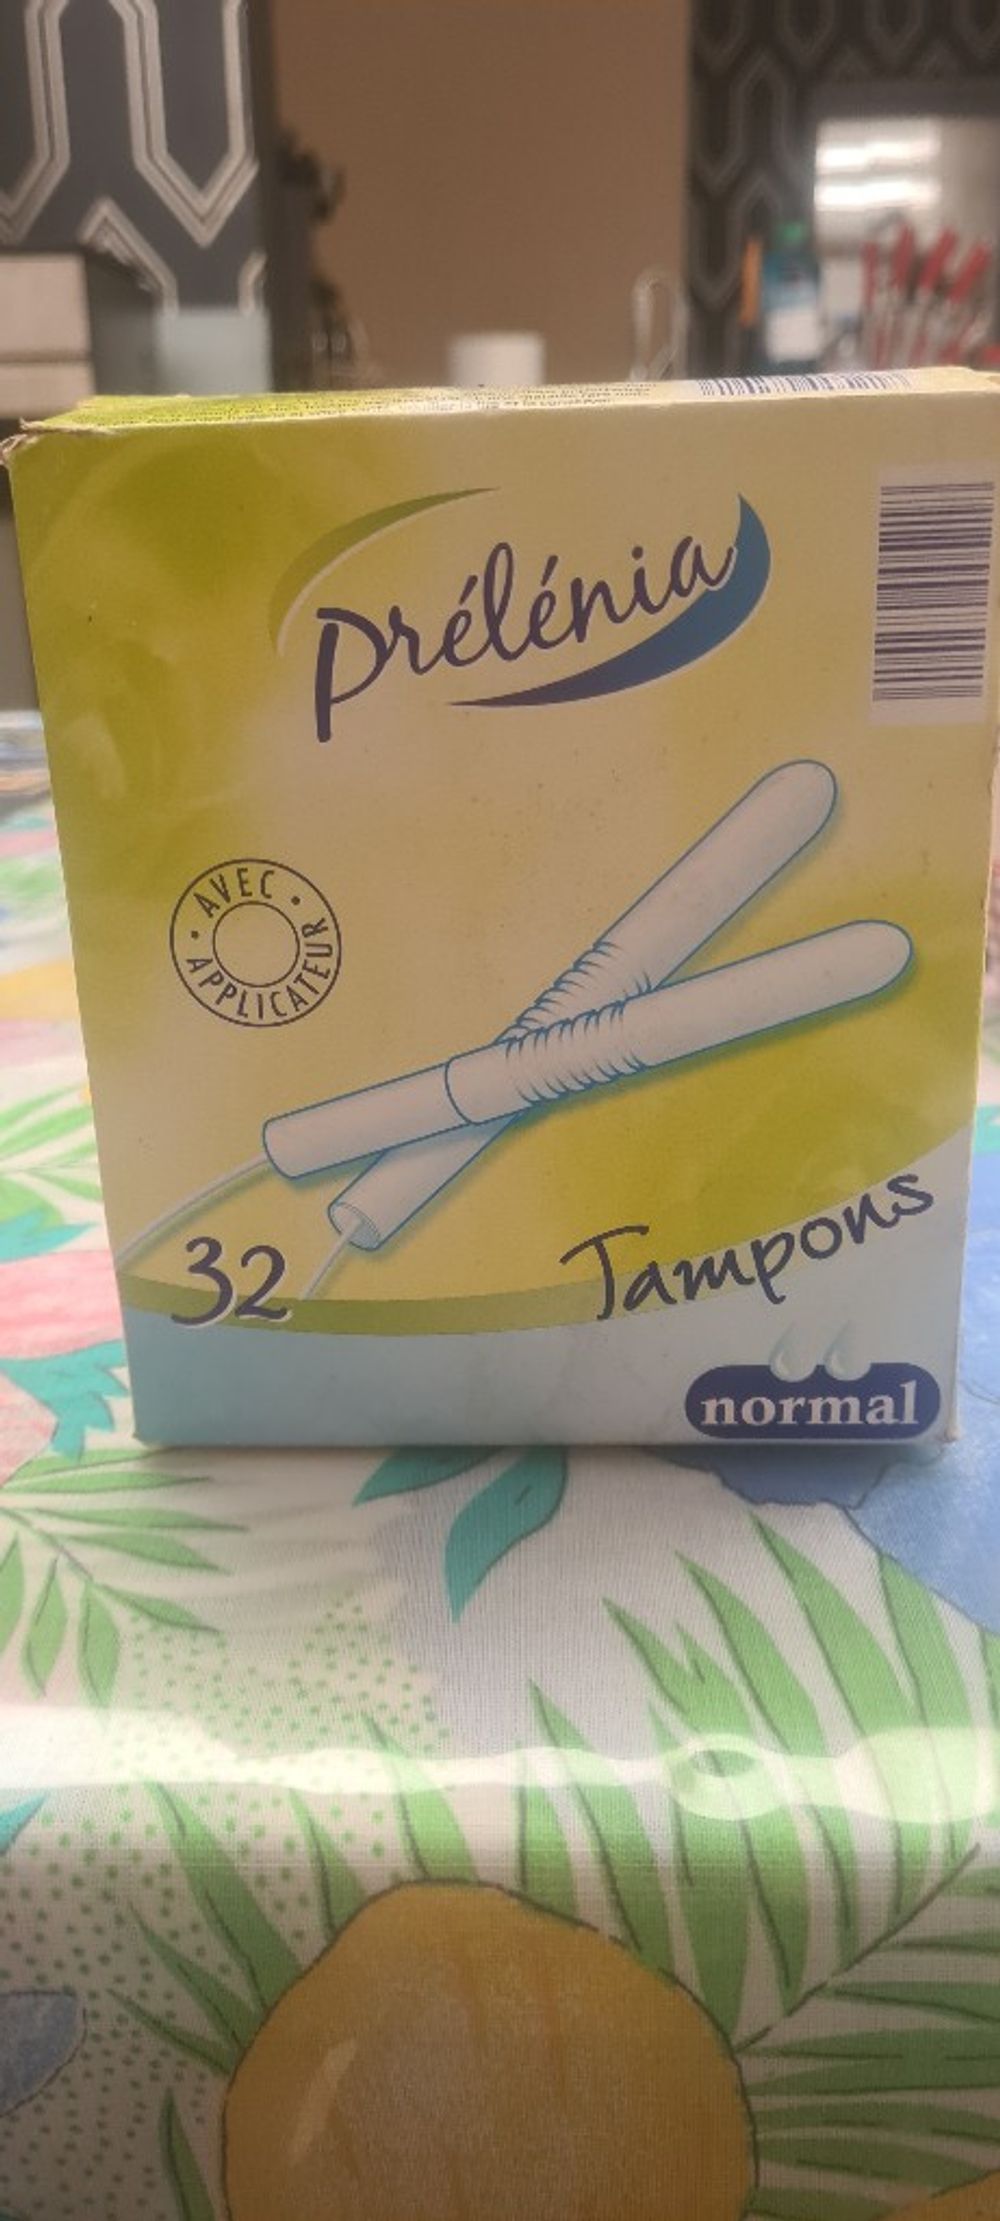 Prélénia
• AVEC •
APPLICATEUR
32
Tampons
normal